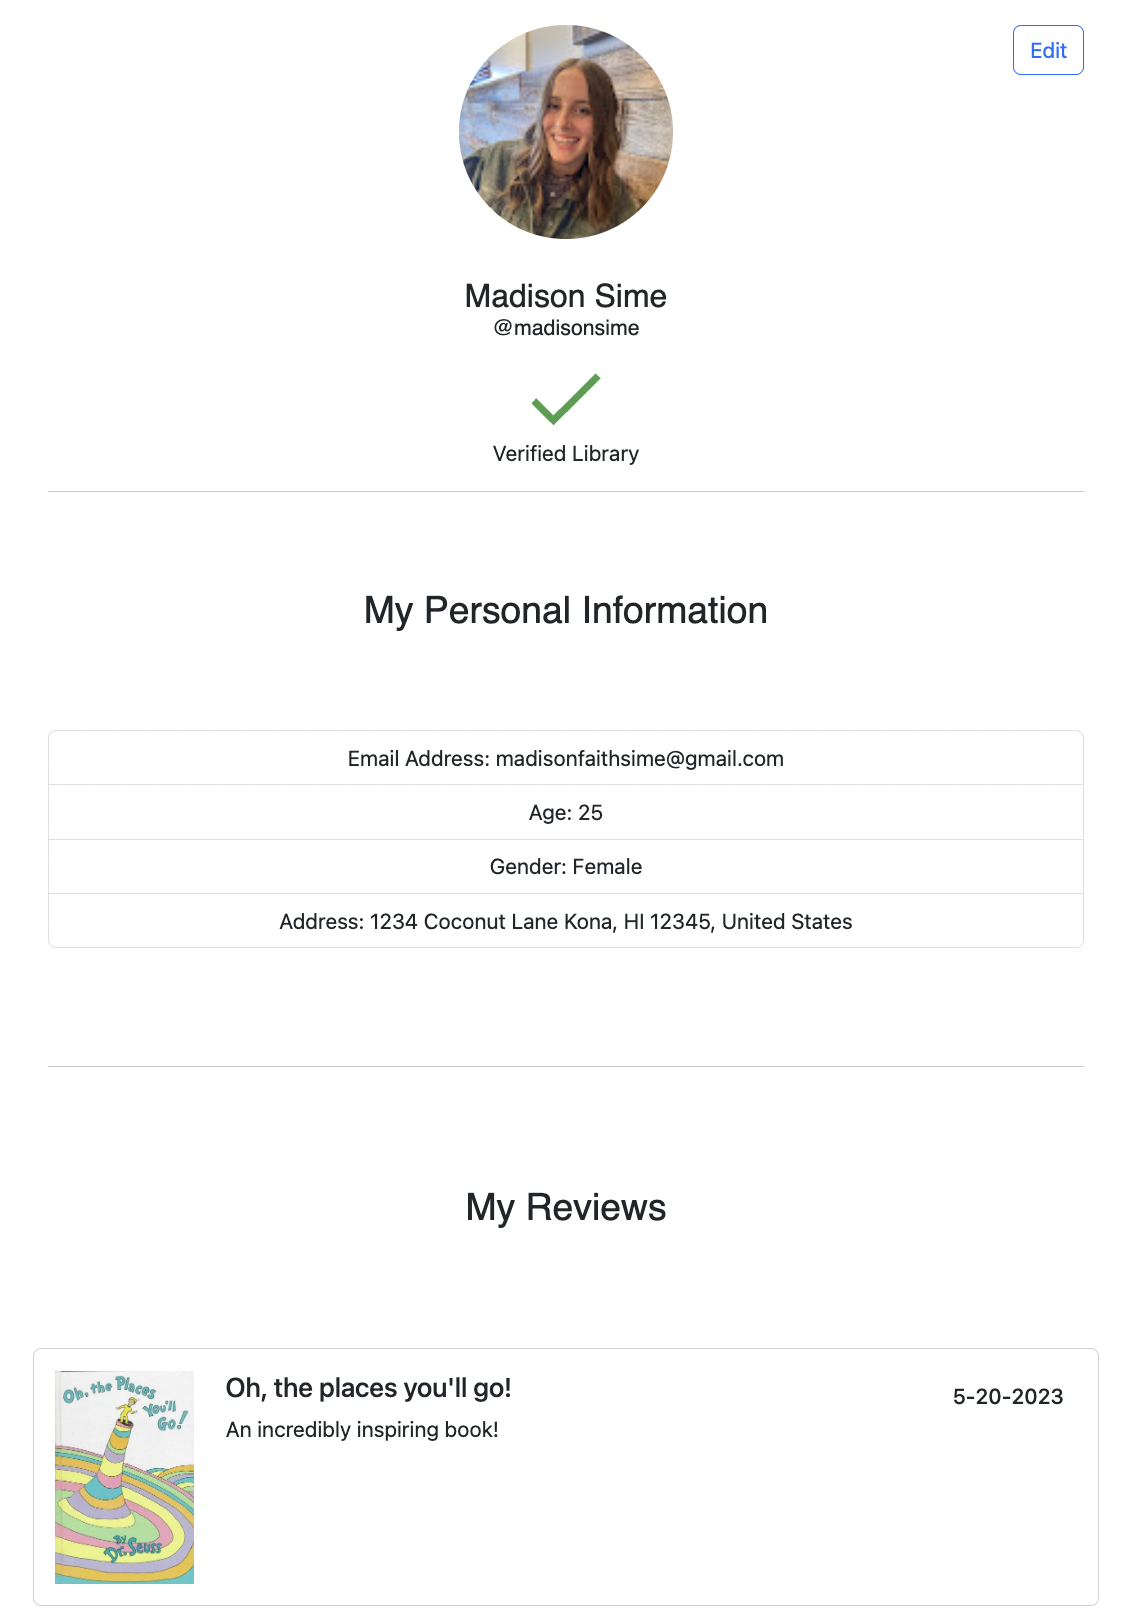 Edit
Madison Sime
@madisonsime
Verified Library
My Personal Information
Email Address: madisonfaithsime@gmail.com
Age: 25
Gender: Female
Address: 1234 Coconut Lane Kona, HI 12345, United States
My Reviews
Oh, the Places
You'll
Go!
By
Dr. Seuss
Oh, the places you'll go!
5-20-2023
An incredibly inspiring book!